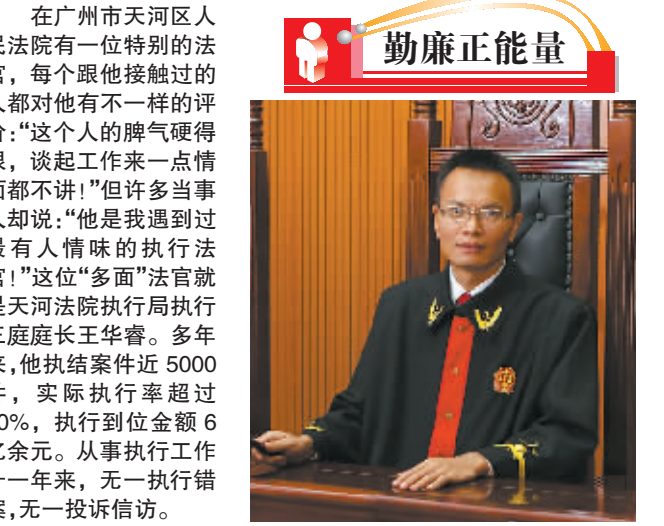 勤廉正能量
在广州市天河区人
民法院有一位特别的法
官，每个跟他接触过的
人都对他有不一样的评
价：“这个人的脾气硬得
很，谈起工作来一点情
面都不讲！”但许多当事
人却说：“他是我遇到过
最有人情味的执行法
官！”这位“多面”法官就
是天河法院执行局执行
三庭庭长王华睿。多年
来，他执结案件近 5000
件，实际执行率超过
0%，执行到位金额 6
亿余元。从事执行工作
十一年来，无一执行错
案，无一投诉信访。